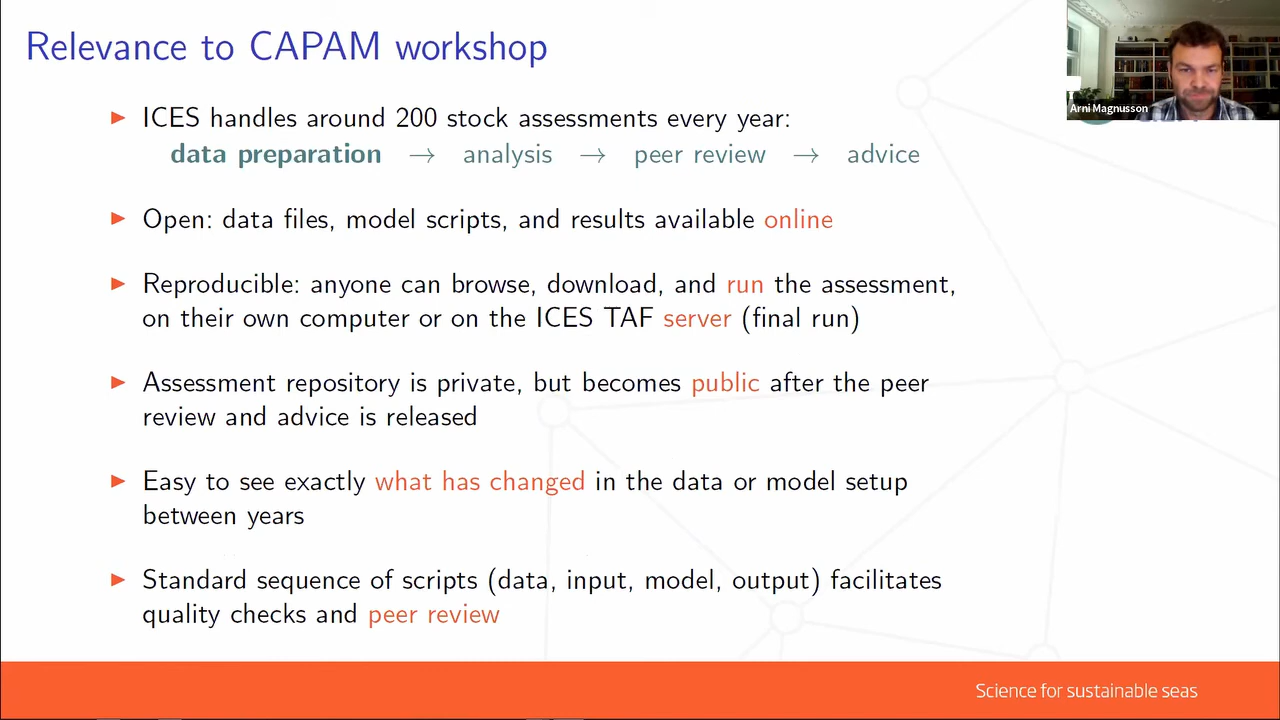 Relevance to CAPAM workshop
Arni Magnusson
► ICES handles around 200 stock assessments every year:
data preparation → analysis → peer review → advice
► Open: data files, model scripts, and results available online
► Reproducible: anyone can browse, download, and run the assessment,
on their own computer or on the ICES TAF server (final run)
► Assessment repository is private, but becomes public after the peer
review and advice is released
► Easy to see exactly what has changed in the data or model setup
between years
► Standard sequence of scripts (data, input, model, output) facilitates
quality checks and peer review
Science for sustainable seas